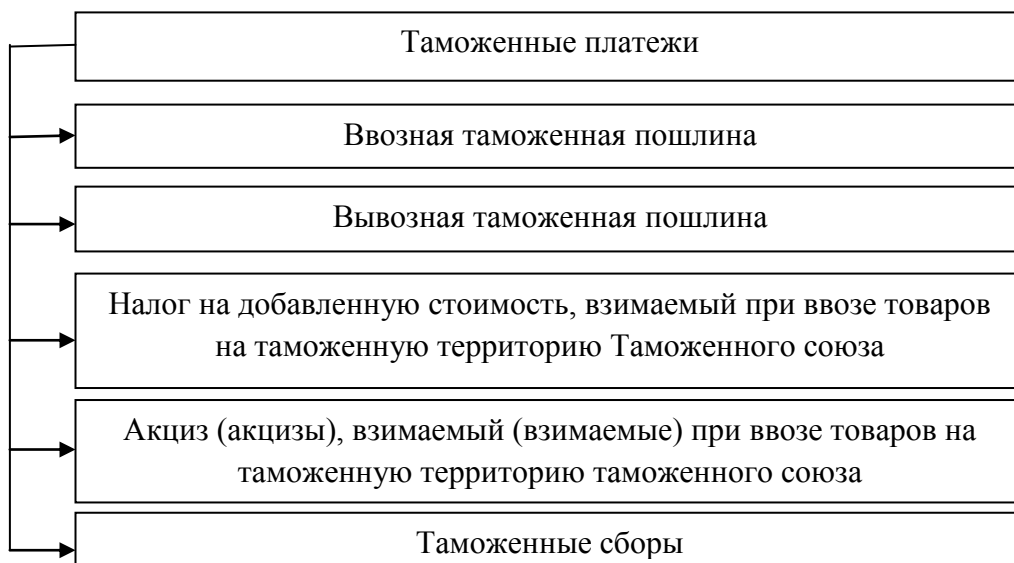 Таможенные платежи
Ввозная таможенная пошлина
Вывозная таможенная пошлина
Налог на добавленную стоимость, взимаемый при ввозе товаров
на таможенную территорию Таможенного союза
Акциз (акцизы), взимаемый (взимаемые) при ввозе товаров на
таможенную территорию таможенного союза
Таможенные сборы